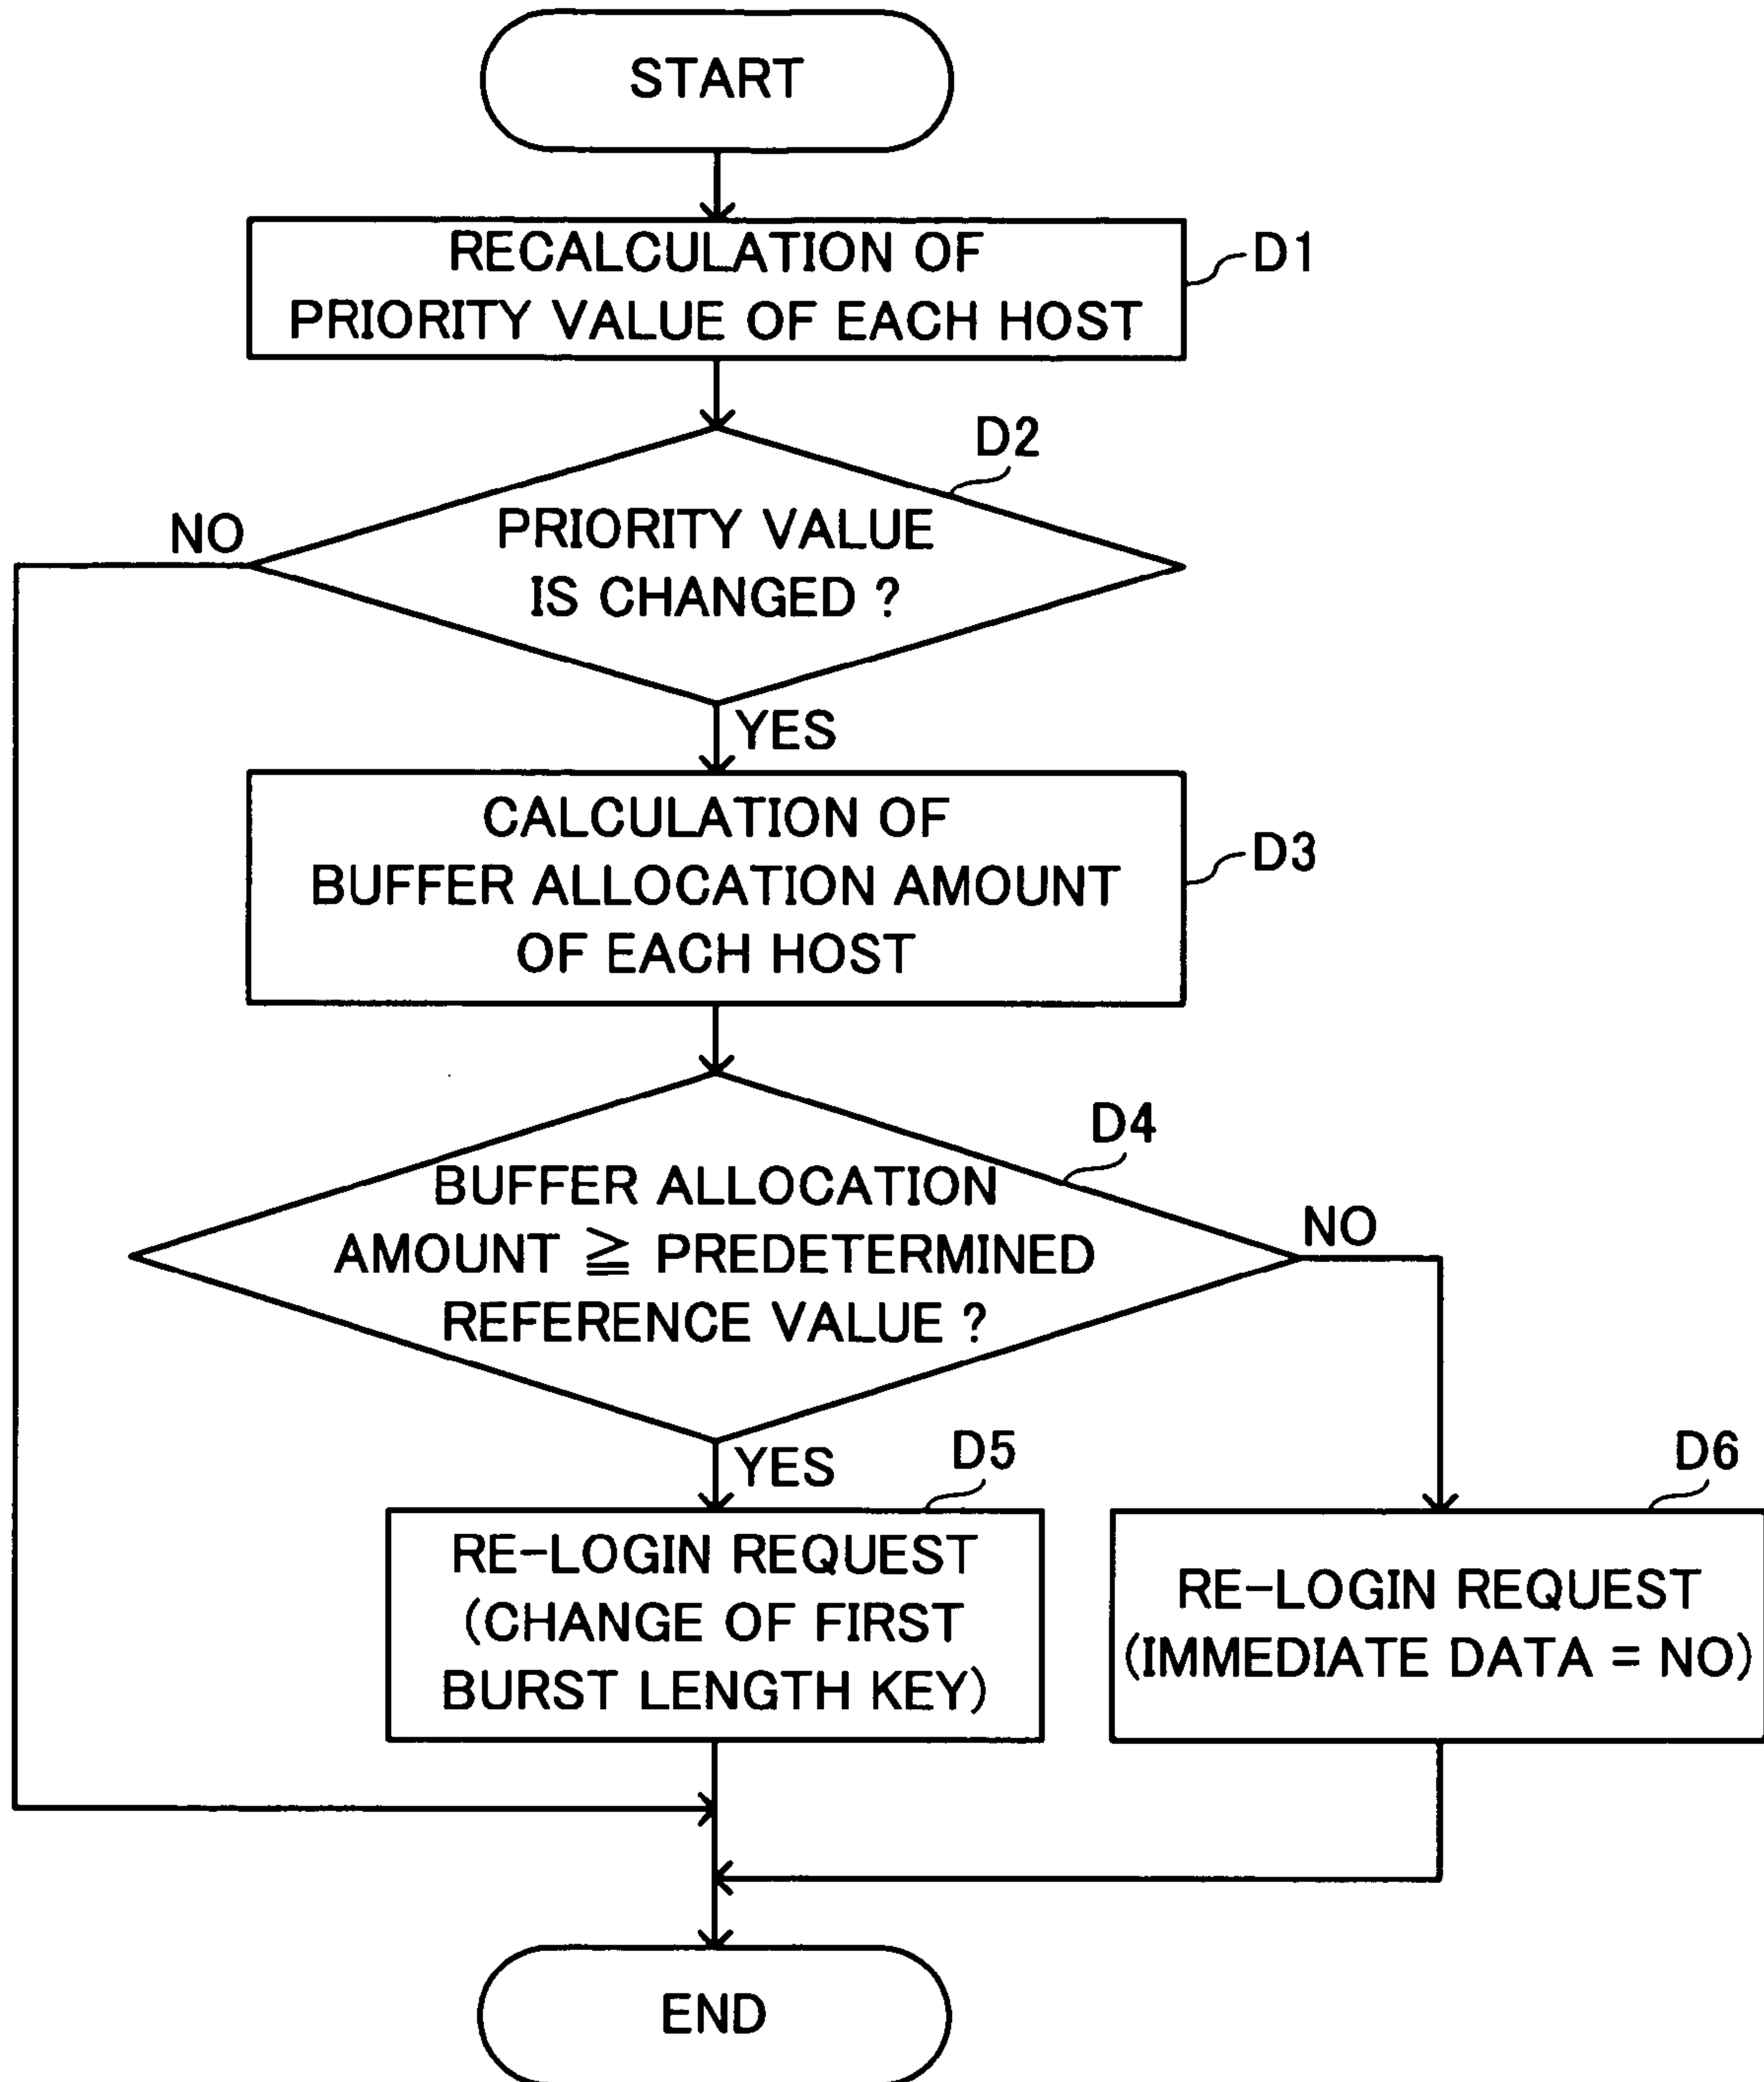 START
RECALCULATION OF
PRIORITY VALUE OF EACH HOST
D1
D2
PRIORITY VALUE
IS CHANGED ?
NO
YES
CALCULATION OF
BUFFER ALLOCATION AMOUNT
OF EACH HOST
D3
D4
BUFFER ALLOCATION
AMOUNT ≧ PREDETERMINED
REFERENCE VALUE ?
NO
YES
D5
RE-LOGIN REQUEST
(CHANGE OF FIRST
BURST LENGTH KEY)
D6
RE-LOGIN REQUEST
(IMMEDIATE DATA = NO)
END